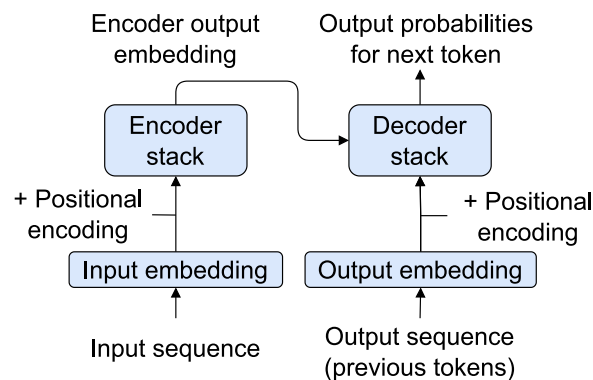 Encoder output
embedding
Output probabilities
for next token
Encoder
stack
Decoder
stack
+ Positional
encoding
+ Positional
encoding
Input embedding
Output embedding
Input sequence
Output sequence
(previous tokens)